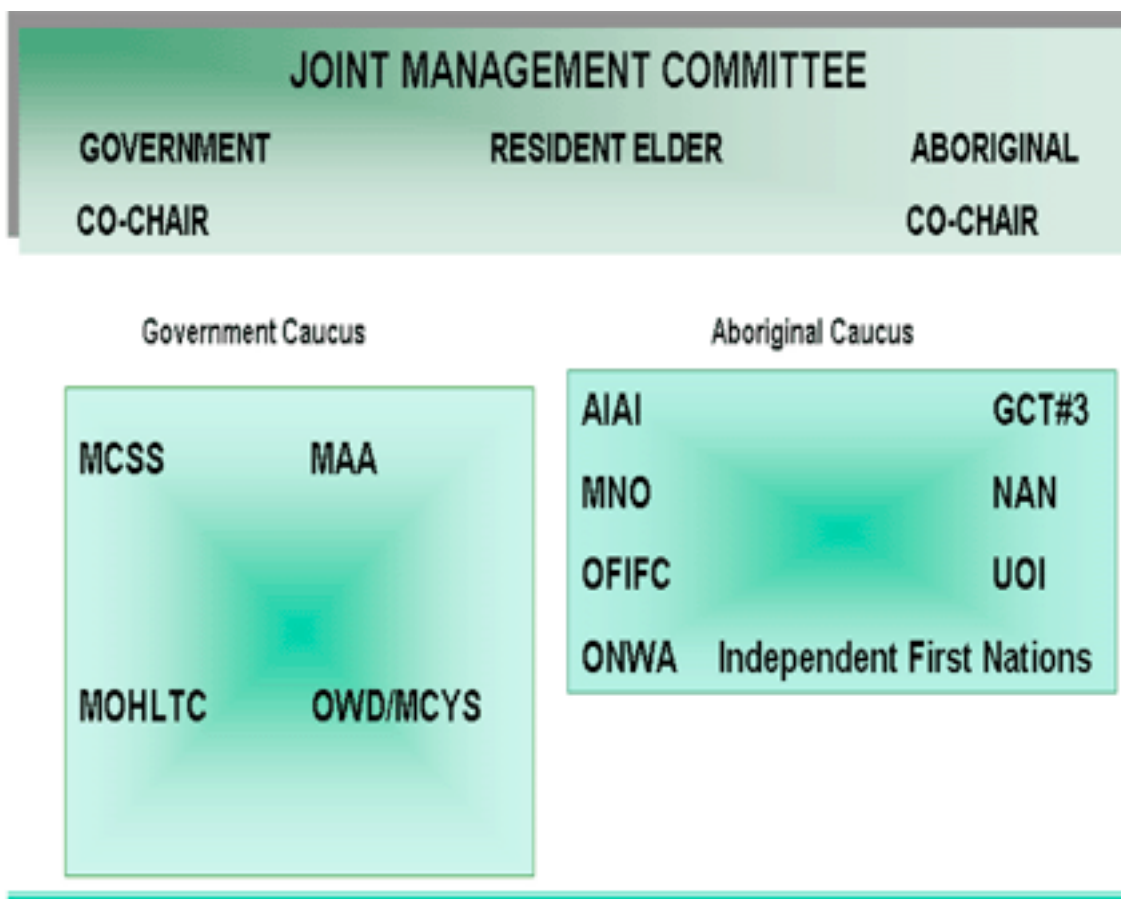 JOINT MANAGEMENT COMMITTEE
GOVERNMENT RESIDENT ELDER ABORIGINAL
CO-CHAIR CO-CHAIR
Government Caucus
MCSS MAA
MOHLTC OWD/MCYS
Aboriginal Caucus
AIAI GCT#3
MNO NAN
OFIFC UOI
ONWA Independent First Nations